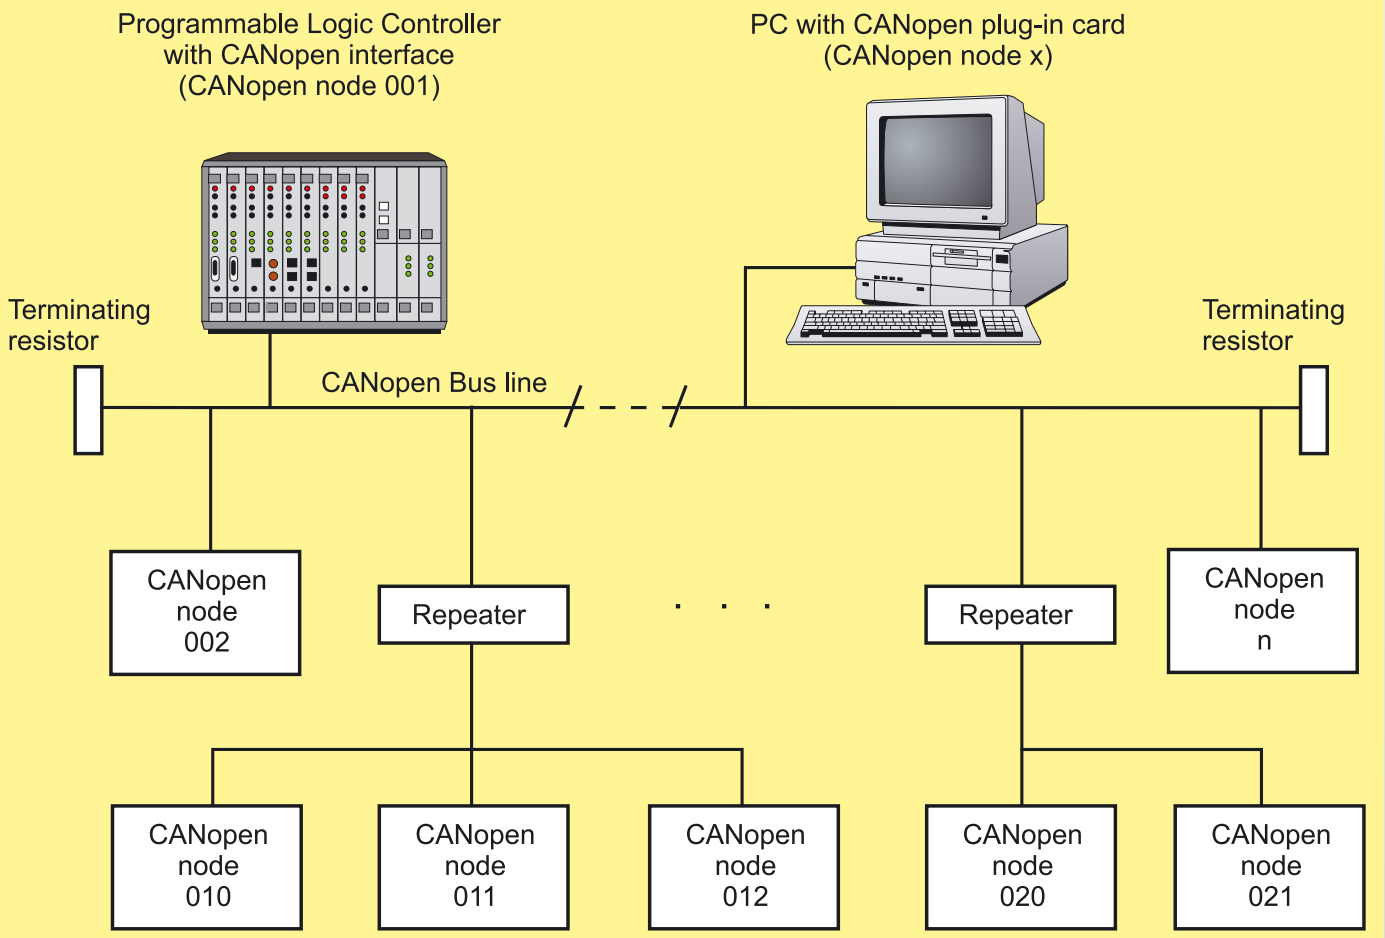 Programmable Logic Controller
with CANopen interface
(CANopen node 001)
PC with CANopen plug-in card
(CANopen node x)
Terminating
resistor
Terminating
resistor
CANopen Bus line
CANopen
node
002
Repeater
. . .
Repeater
CANopen
node
n
CANopen
node
010
CANopen
node
011
CANopen
node
012
CANopen
node
020
CANopen
node
021